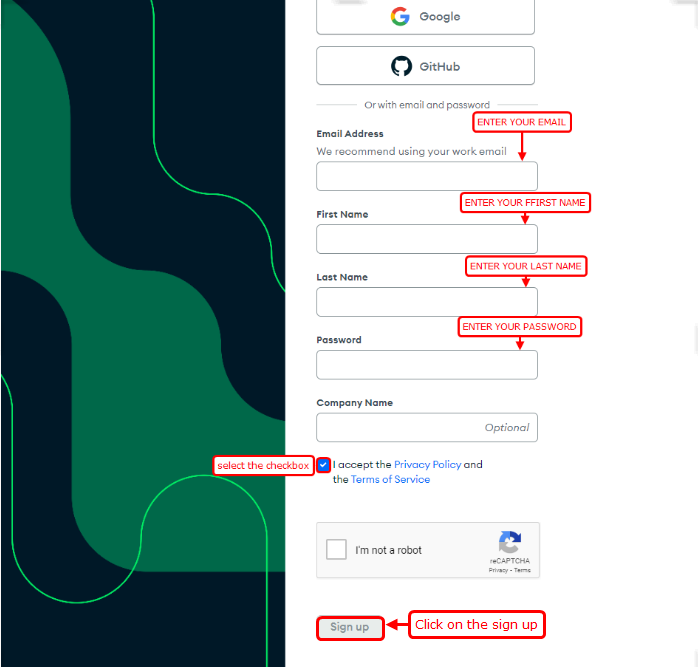 Google
GitHub
Or with email and password
ENTER YOUR EMAIL
Email Address
We recommend using your work email
ENTER YOUR FFIRST NAME
First Name
ENTER YOUR LAST NAME
Last Name
ENTER YOUR PASSWORD
Password
Company Name
Optional
select the checkbox
I accept the Privacy Policy and
the Terms of Service
I'm not a robot
reCAPTCHA
Privacy - Terms
Sign up
Click on the sign up